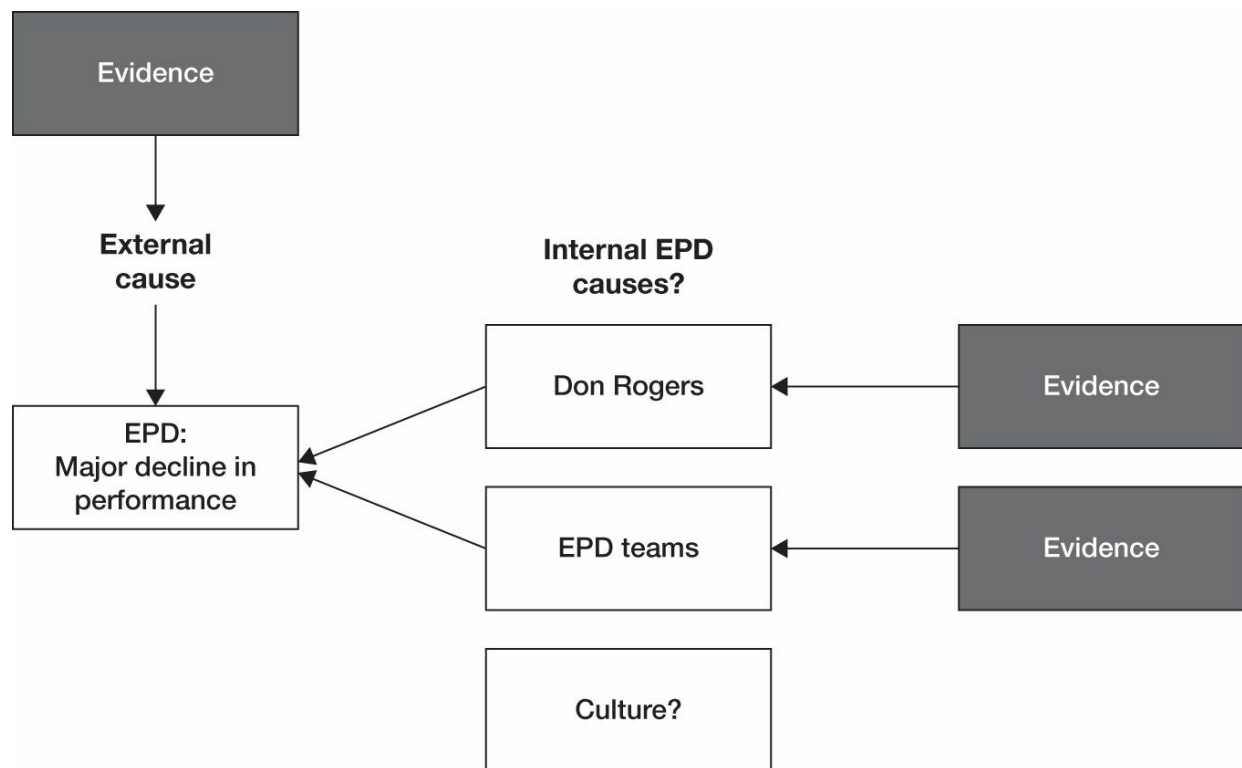 Evidence
External
cause
Internal EPD
causes?
Don Rogers
Evidence
EPD:
Major decline in
performance
EPD teams
Evidence
Culture?